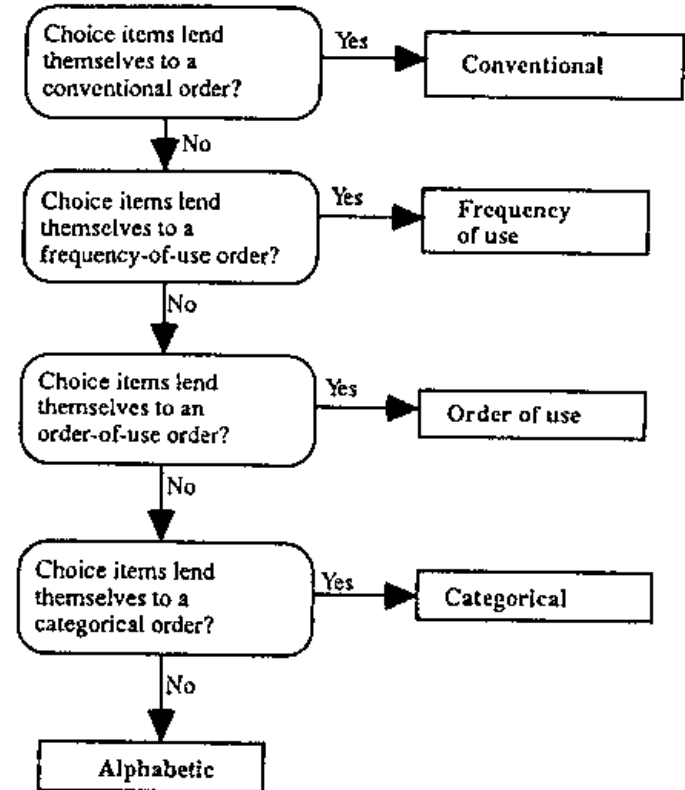 Choice items lend
themselves to a
conventional order?
Yes
Conventional
No
Choice items lend
themselves to a
frequency-of-use order?
Yes
Frequency
of use
No
Choice items lend
themselves to an
order-of-use order?
Yes
Order of use
No
Choice items lend
themselves to a
categorical order?
Yes
Categorical
No
Alphabetic